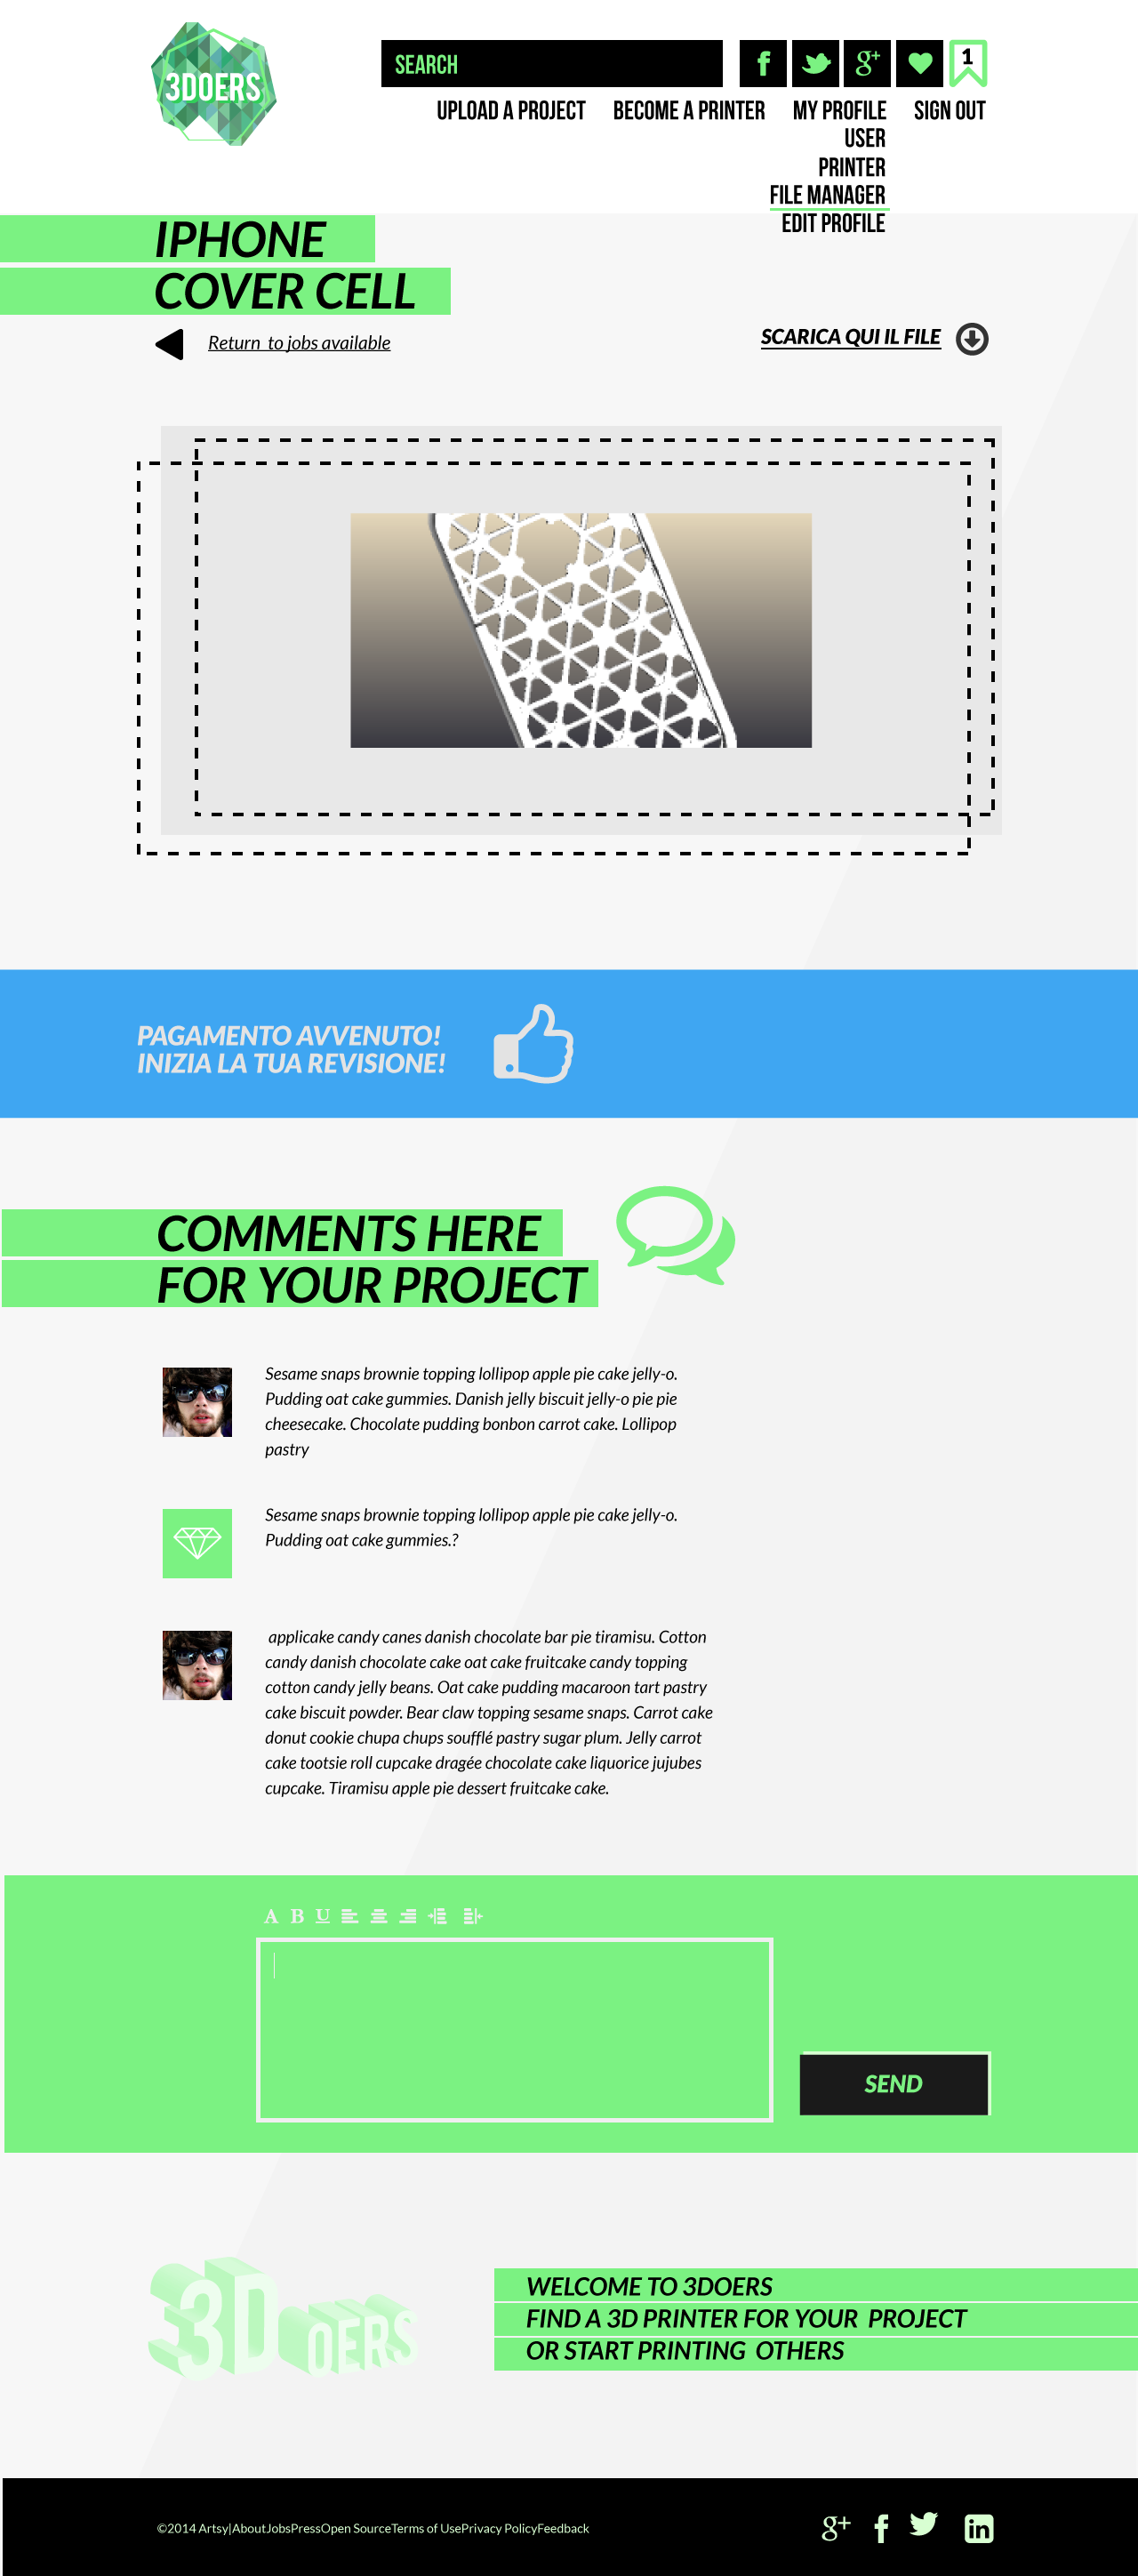 3DOERS
SEARCH
1
UPLOAD A PROJECT BECOME A PRINTER MY PROFILE SIGN OUT
USER
PRINTER
FILE MANAGER
EDIT PROFILE
IPHONE
COVER CELL
Return to jobs available
SCARICA QUI IL FILE
PAGAMENTO AVVENUTO!
INIZIA LA TUA REVISIONE!
COMMENTS HERE
FOR YOUR PROJECT
Sesame snaps brownie topping lollipop apple pie cake jelly-o.
Pudding oat cake gummies. Danish jelly biscuit jelly-o pie pie
cheesecake. Chocolate pudding bonbon carrot cake. Lollipop
pastry
Sesame snaps brownie topping lollipop apple pie cake jelly-o.
Pudding oat cake gummies.?
applicake candy canes danish chocolate bar pie tiramisu. Cotton
candy danish chocolate cake oat cake fruitcake candy topping
cotton candy jelly beans. Oat cake pudding macaroon tart pastry
cake biscuit powder. Bear claw topping sesame snaps. Carrot cake
donut cookie chupa chups soufflé pastry sugar plum. Jelly carrot
cake tootsie roll cupcake dragée chocolate cake liquorice jujubes
cupcake. Tiramisu apple pie dessert fruitcake cake.
A B U
SEND
3DOERS
WELCOME TO 3DOERS
FIND A 3D PRINTER FOR YOUR PROJECT
OR START PRINTING OTHERS
©2014 Artsy|AboutJobsPressOpen SourceTerms of UsePrivacy PolicyFeedback